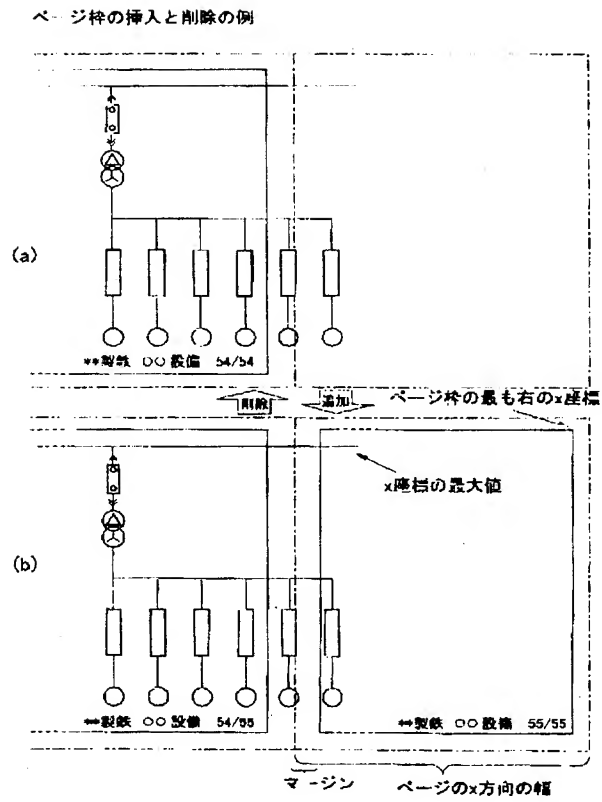 ページ枠の挿入と削除の例
(a)
**製鉄 ○○設備 54/54
削除
追加
ページ枠の最も右のx座標
x座標の最大値
(b)
**製鉄 ○○設備 54/55
**製鉄 ○○設備 55/55
マージン
ページのx方向の幅